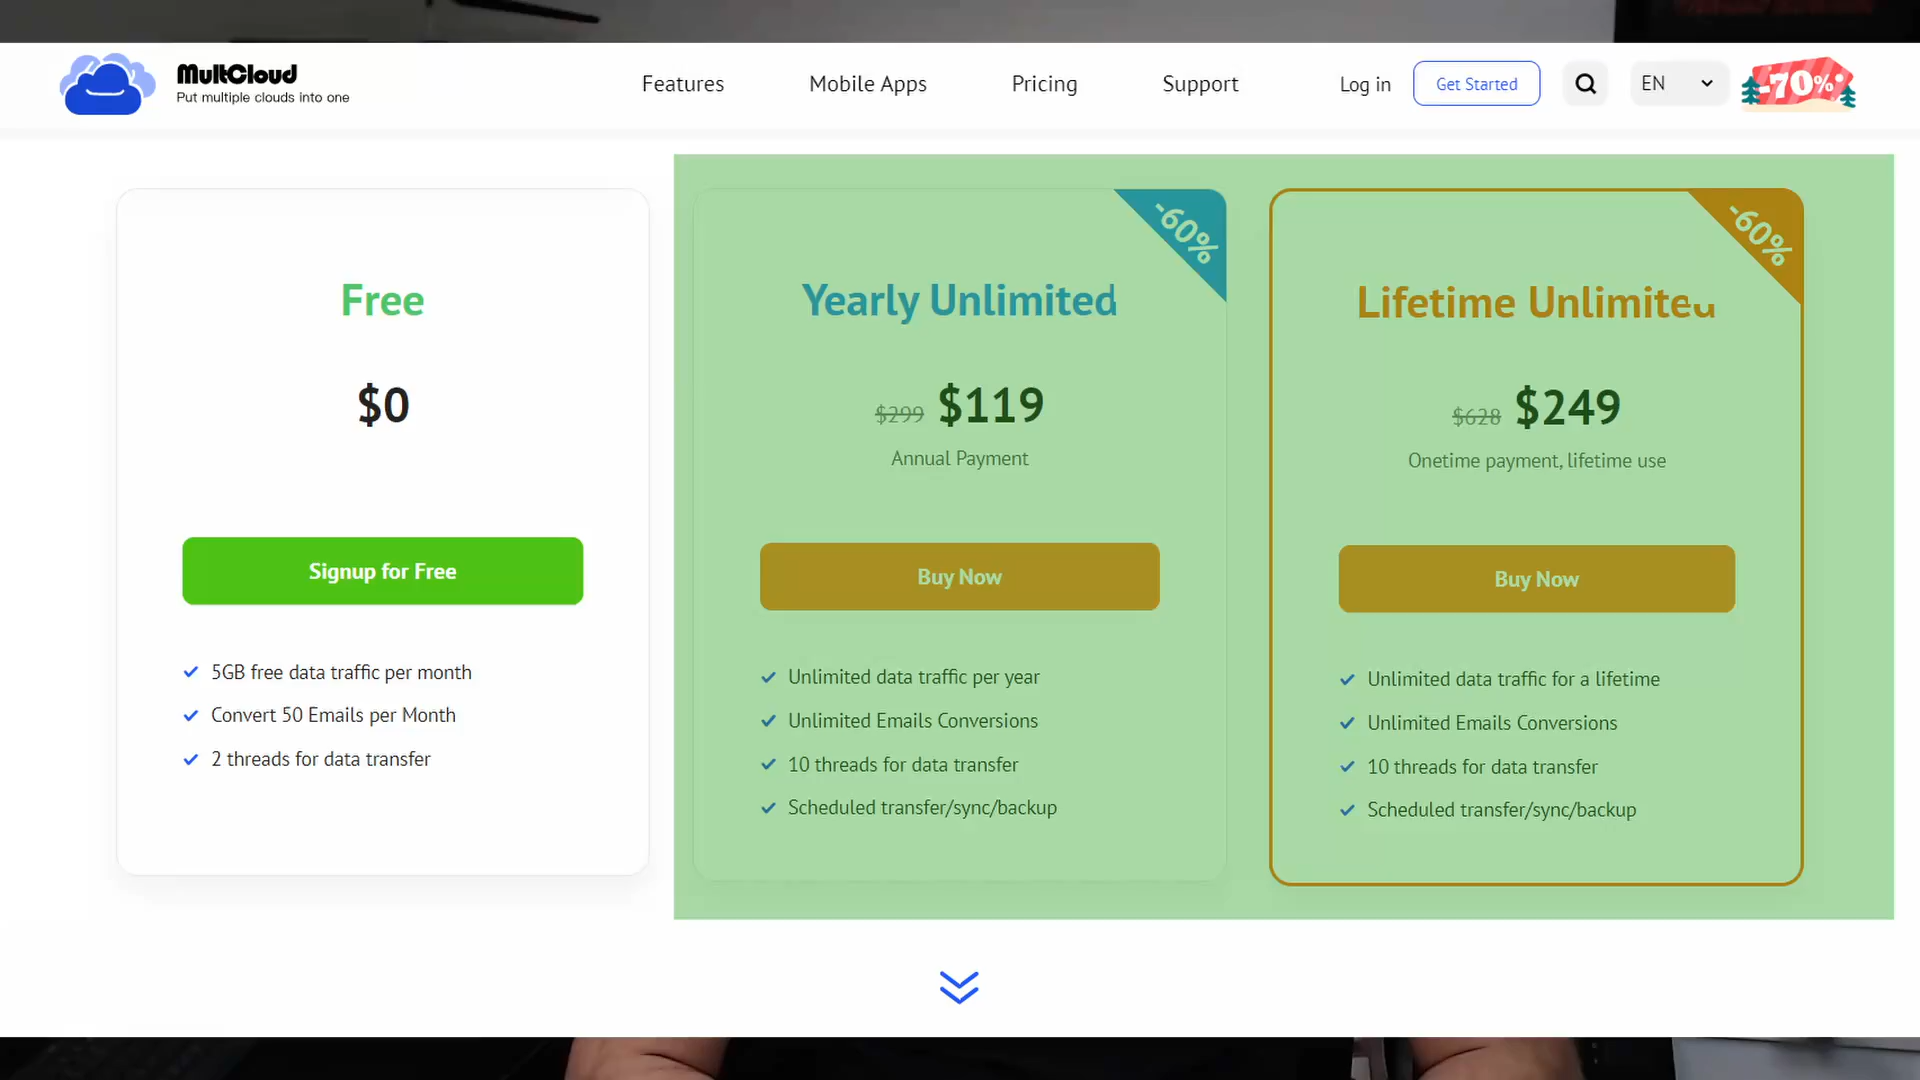 MultCloud
Put multiple clouds into one
Features
Mobile Apps
Pricing
Support
Log in
Get Started
EN
-70%
Free
$0
Signup for Free
5GB free data traffic per month
Convert 50 Emails per Month
2 threads for data transfer
-60%
Yearly Unlimited
$299 $119
Annual Payment
Buy Now
Unlimited data traffic per year
Unlimited Emails Conversions
10 threads for data transfer
Scheduled transfer/sync/backup
-60%
Lifetime Unlimited
$628 $249
Onetime payment, lifetime use
Buy Now
Unlimited data traffic for a lifetime
Unlimited Emails Conversions
10 threads for data transfer
Scheduled transfer/sync/backup